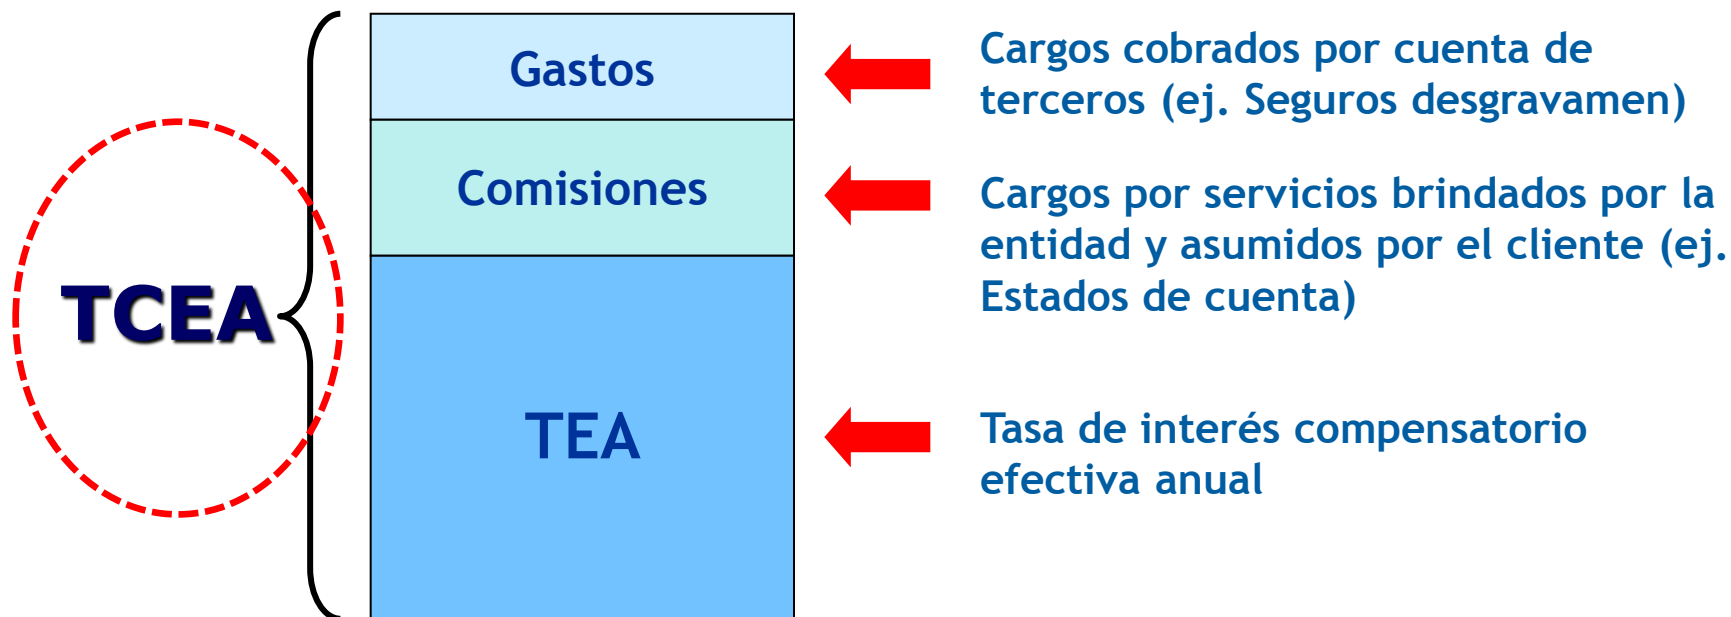 Gastos
Cargos cobrados por cuenta de
terceros (ej. Seguros desgravamen)
Comisiones
Cargos por servicios brindados por la
entidad y asumidos por el cliente (ej.
Estados de cuenta)
TCEA
TEA
Tasa de interés compensatorio
efectiva anual